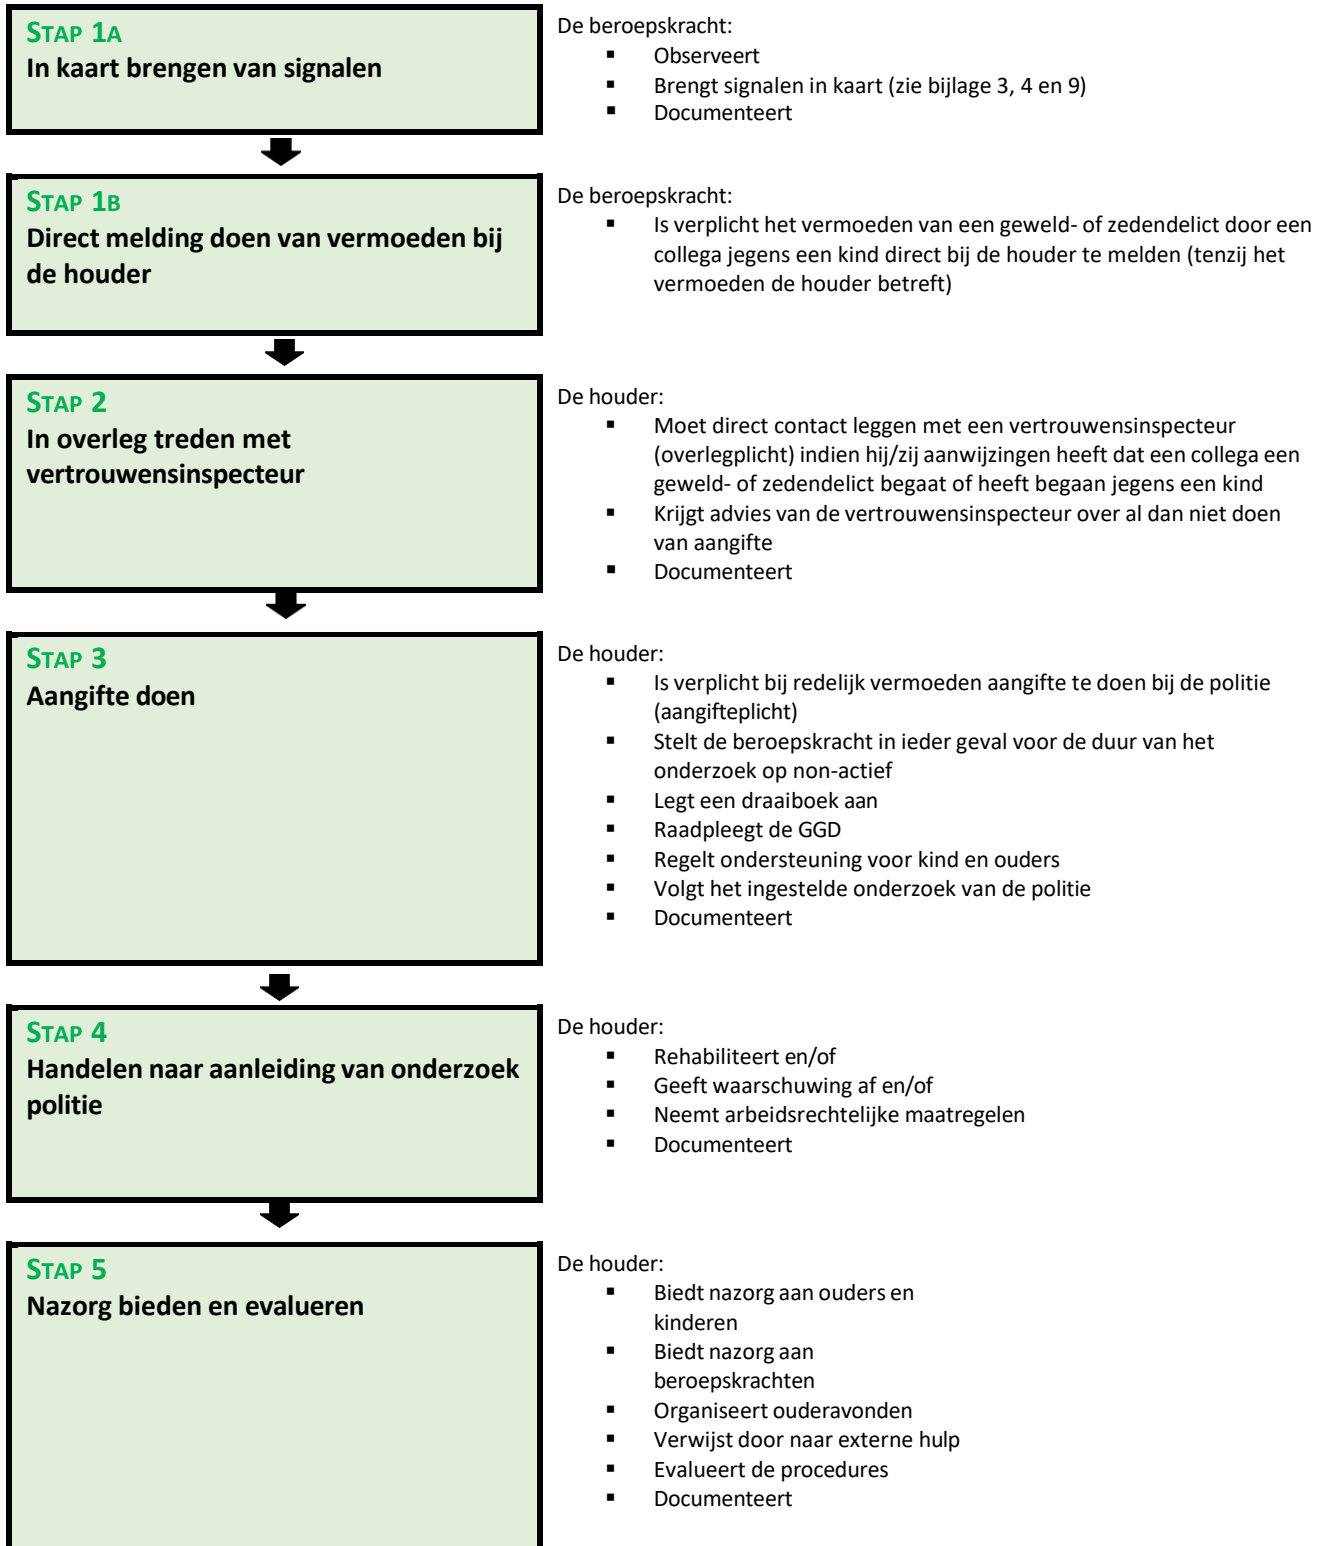 STAP 1A
In kaart brengen van signalen
De beroepskracht:
▪ Observeert
▪ Brengt signalen in kaart (zie bijlage 3, 4 en 9)
▪ Documenteert
STAP 1B
Direct melding doen van vermoeden bij
de houder
De beroepskracht:
▪ Is verplicht het vermoeden van een geweld- of zedendelict door een
collega jegens een kind direct bij de houder te melden (tenzij het
vermoeden de houder betreft)
STAP 2
In overleg treden met
vertrouwensinspecteur
De houder:
▪ Moet direct contact leggen met een vertrouwensinspecteur
(overlegplicht) indien hij/zij aanwijzingen heeft dat een collega een
geweld- of zedendelict begaat of heeft begaan jegens een kind
▪ Krijgt advies van de vertrouwensinspecteur over al dan niet doen
van aangifte
▪ Documenteert
STAP 3
Aangifte doen
De houder:
▪ Is verplicht bij redelijk vermoeden aangifte te doen bij de politie
(aangifteplicht)
▪ Stelt de beroepskracht in ieder geval voor de duur van het
onderzoek op non-actief
▪ Legt een draaiboek aan
▪ Raadpleegt de GGD
▪ Regelt ondersteuning voor kind en ouders
▪ Volgt het ingestelde onderzoek van de politie
▪ Documenteert
STAP 4
Handelen naar aanleiding van onderzoek
politie
De houder:
▪ Rehabiliteert en/of
▪ Geeft waarschuwing af en/of
▪ Neemt arbeidsrechtelijke maatregelen
▪ Documenteert
STAP 5
Nazorg bieden en evalueren
De houder:
▪ Biedt nazorg aan ouders en
kinderen
▪ Biedt nazorg aan
beroepskrachten
▪ Organiseert ouderavonden
▪ Verwijst door naar externe hulp
▪ Evalueert de procedures
▪ Documenteert